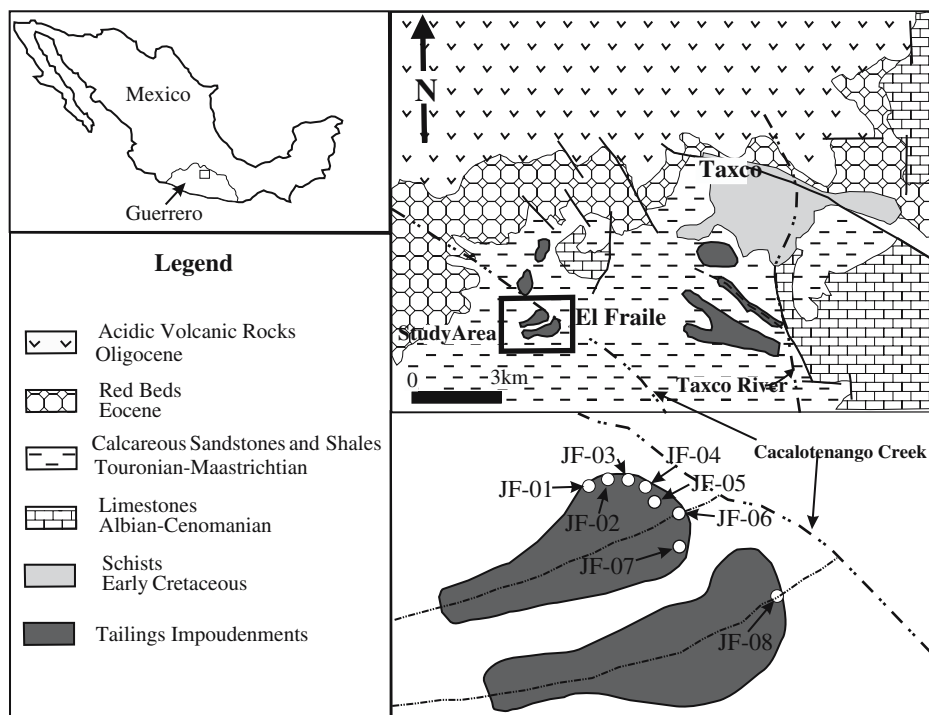 Mexico
Guerrero
Legend
Acidic Volcanic Rocks
Oligocene
Red Beds
Eocene
Calcareous Sandstones and Shales
Touronian-Maastrichtian
Limestones
Albian-Cenomanian
Schists
Early Cretaceous
Tailings Impoudenments
N
Taxco
El Fraile
StudyArea
0 3km
Taxco River
Cacalotenango Creek
JF-03
JF-04
JF-01
JF-05
JF-02
JF-06
JF-07
JF-08